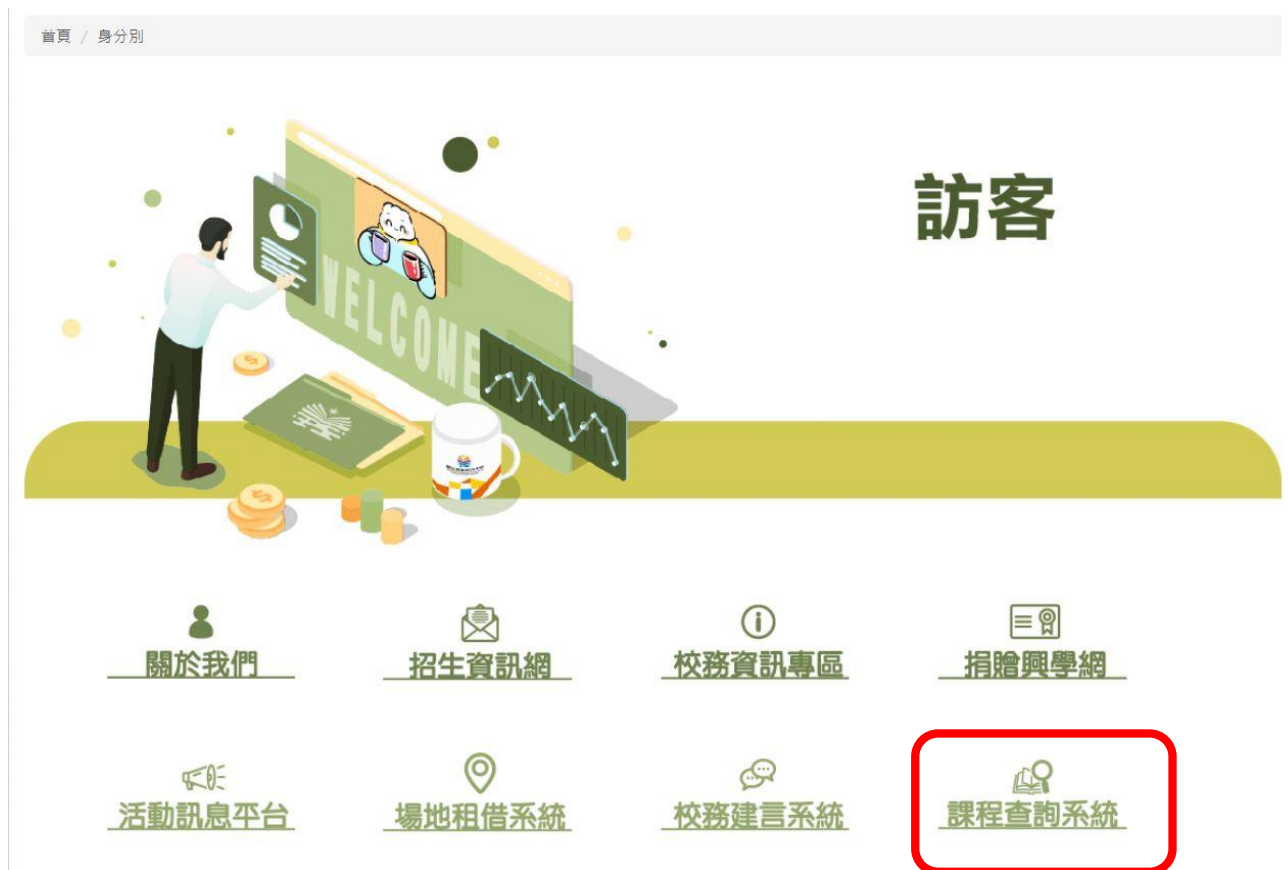 首頁 / 身分別
訪客
WELCOME
關於我們
招生資訊網
校務資訊專區
捐贈興學網
活動訊息平台
場地租借系統
校務建言系統
課程查詢系統